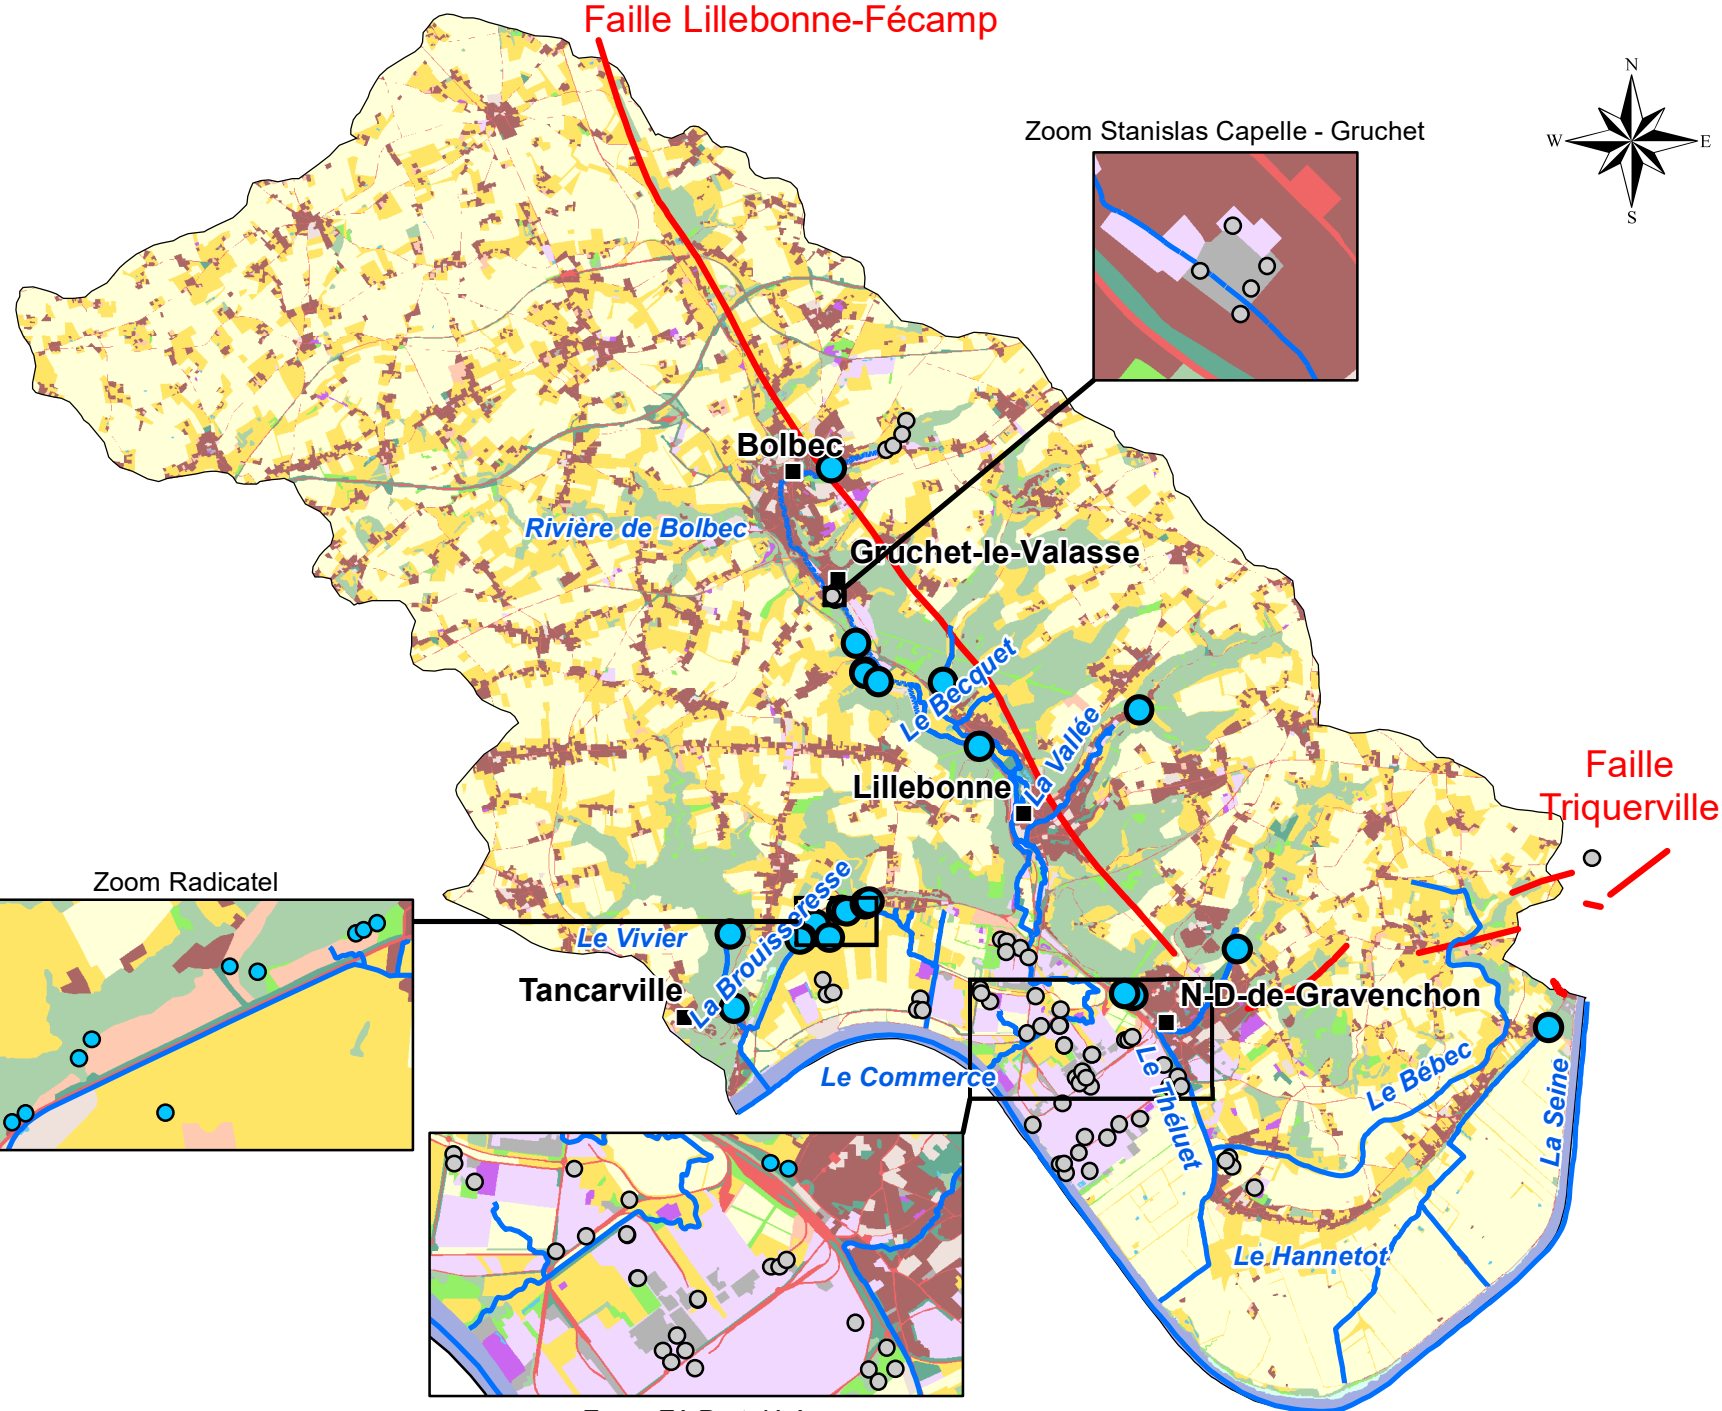 Faille Lillebonne-Fécamp
N
W E
S
Zoom Stanislas Capelle - Gruchet
Bolbec
Rivière de Bolbec
Gruchet-le-Valasse
Le Becquet
La Vallée
Lillebonne
Faille
Triquerville
Zoom Radicatel
La Brouisseresse
Le Vivier
Tancarville
N-D-de-Gravenchon
Le Commerce
Le Théluet
Le Bébec
La Seine
Le Hannetot